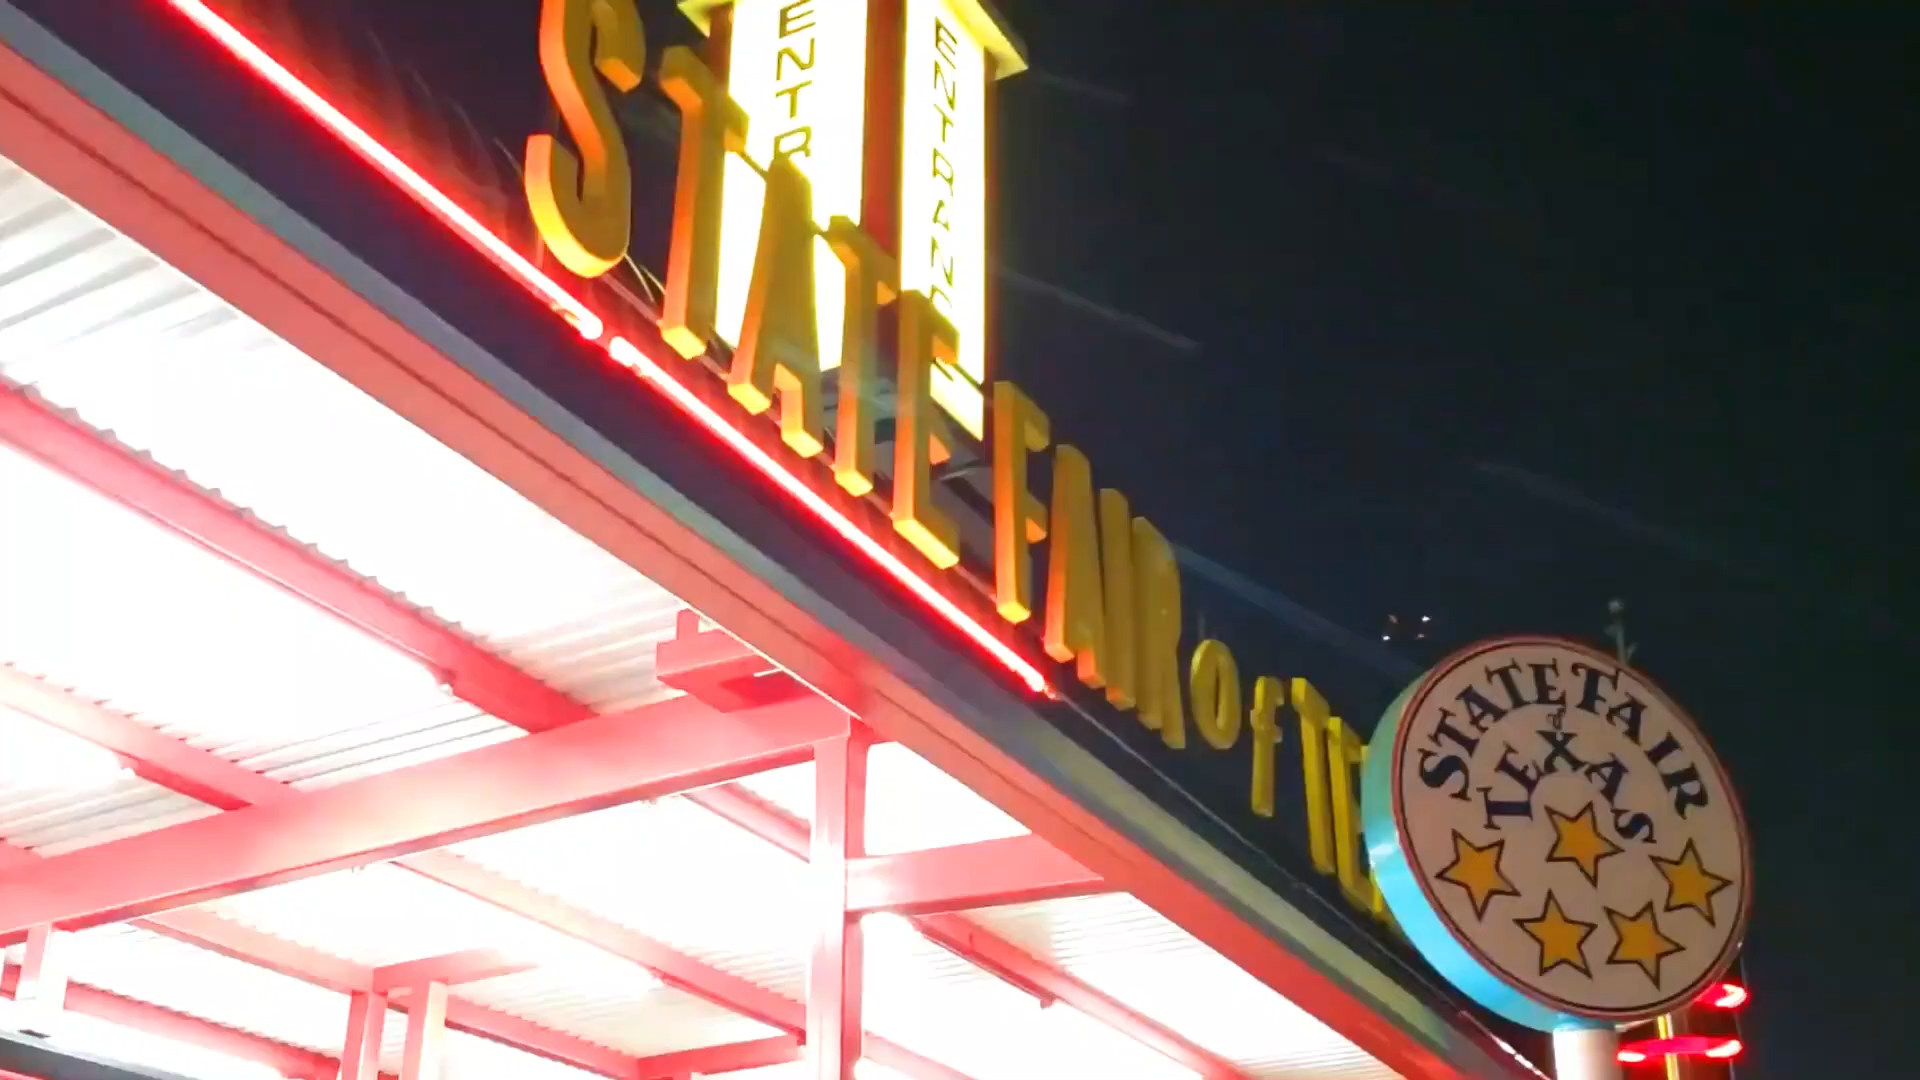 ENTR
ENTRANC
STATE FAIR of TE
STATE FAIR
of
TEXAS